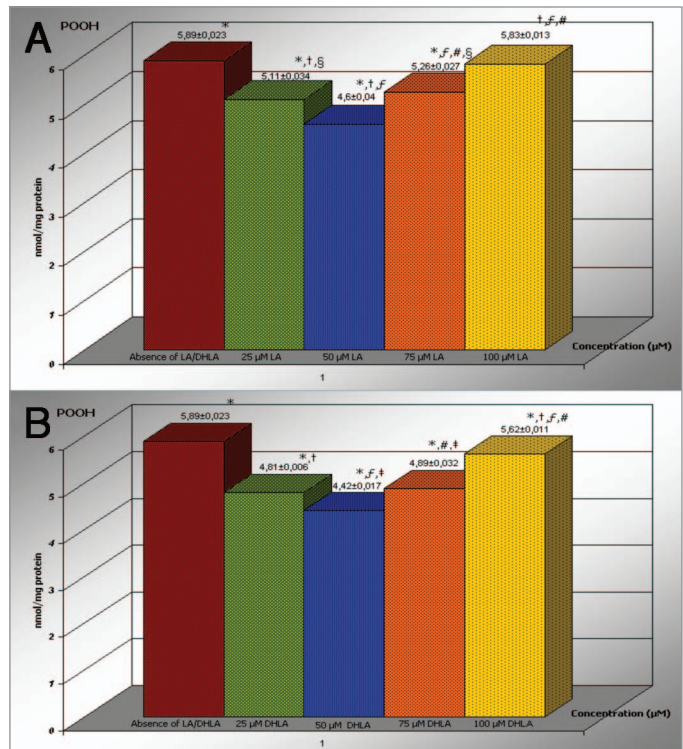 A
POOH
*
5,89±0,023
*,†,§
5,11±0,034
*,†,ƒ
4,6±0,04
*,ƒ,#,§
5,26±0,027
†,ƒ,#
5,83±0,013
6
5
4
3
2
1
0
nmol/mg protein
Absence of LA/DHLA 25 µM LA 50 µM LA 75 µM LA 100 µM LA
Concentration (µM)
1
B
POOH
*
5,89±0,023
*,†
4,81±0,006
*,ƒ,‡
4,42±0,017
*,#,‡
4,89±0,032
*,†,ƒ,#
5,62±0,011
6
5
4
3
2
1
0
nmol/mg protein
Absence of LA/DHLA 25 µM DHLA 50 µM DHLA 75 µM DHLA 100 µM DHLA
Concentration (µM)
1